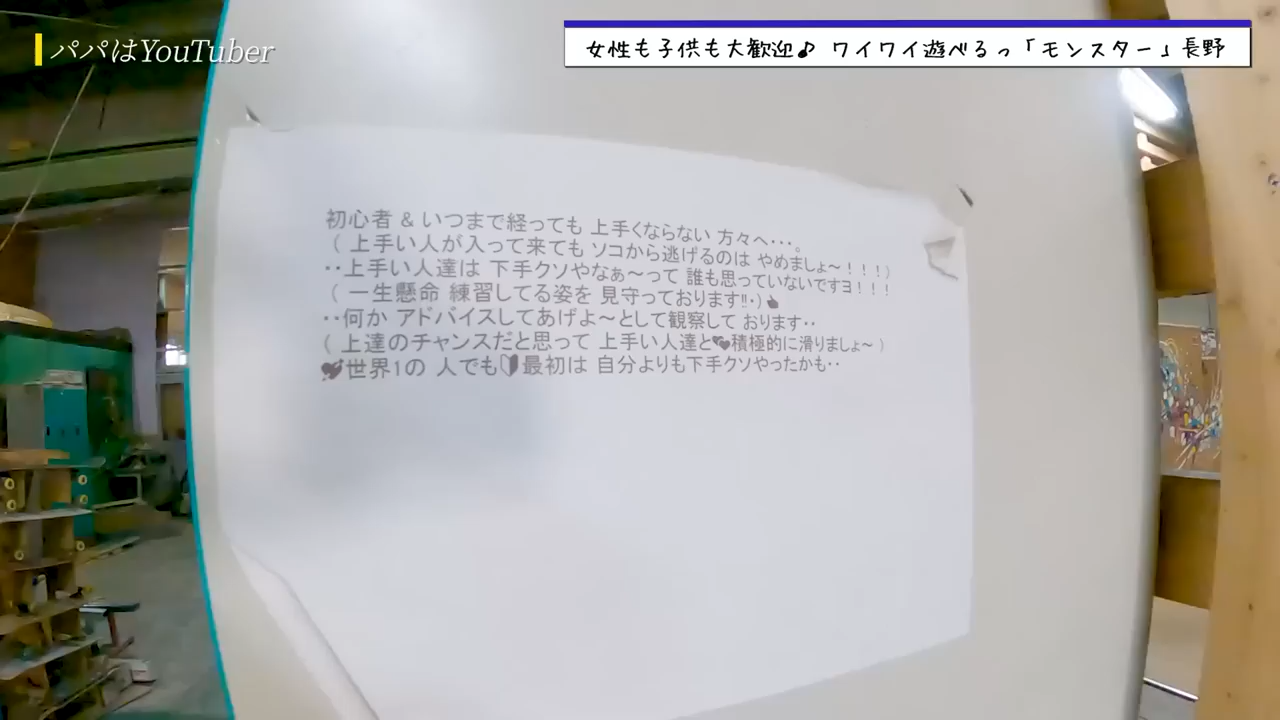 パパはYouTuber
女性も子供も大歓迎♪ ワイワイ遊べるっ「モンスター」長野
初心者 & いつまで経っても 上手くならない 方々へ･･･。
( 上手い人が入って来ても ソコから逃げるのは やめましょ～！！！)
･･上手い人達は 下手クソやなぁ～って 誰も思っていないですヨ！！！
( 一生懸命 練習してる姿を 見守っております!!･)👆
･･何か アドバイスしてあげよ～として観察して おります･･
( 上達のチャンスだと思って 上手い人達と💕積極的に滑りましょ～ )
💘世界1の 人でも🔰最初は 自分よりも下手クソやったかも･･